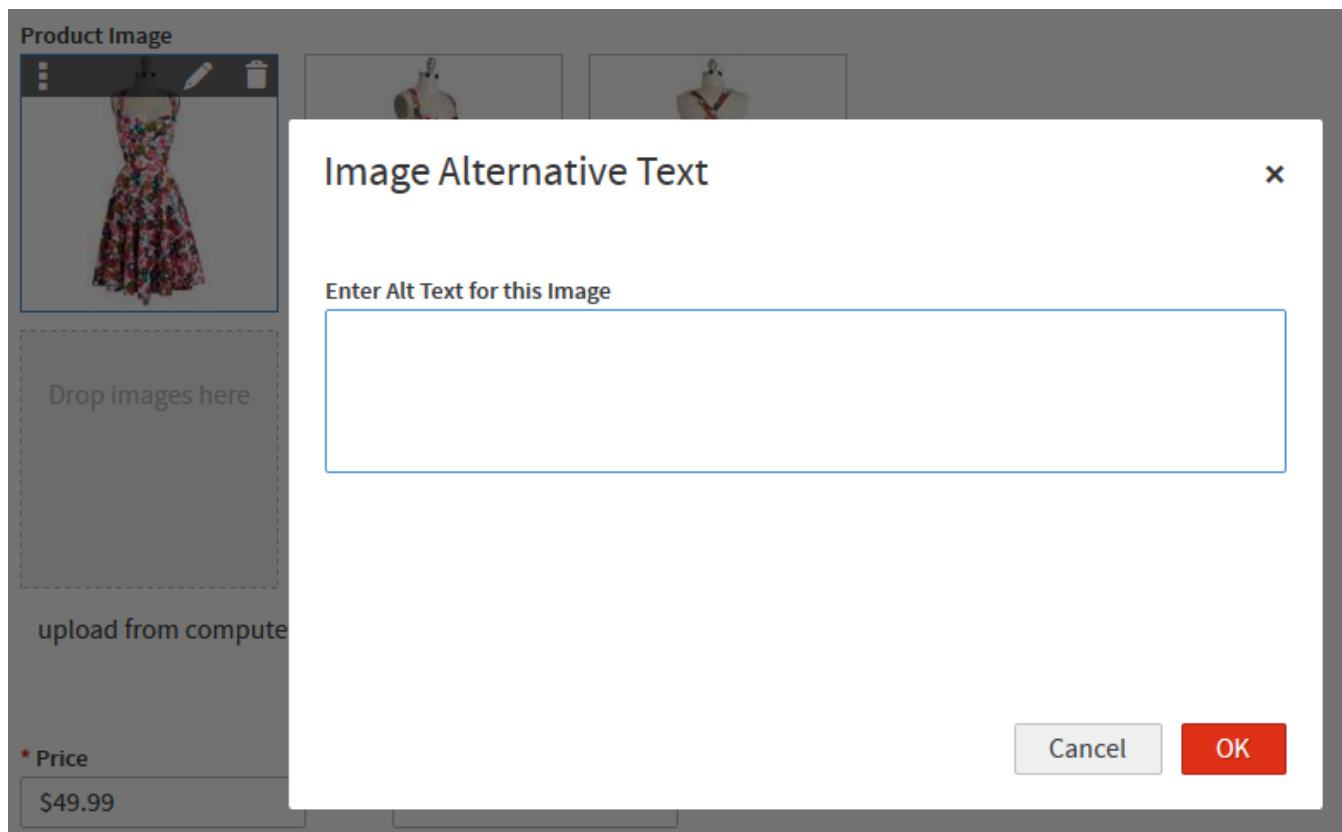 Product Image
Image Alternative Text
×
Enter Alt Text for this Image
Drop images here
upload from compute
Cancel
OK
* Price
$49.99